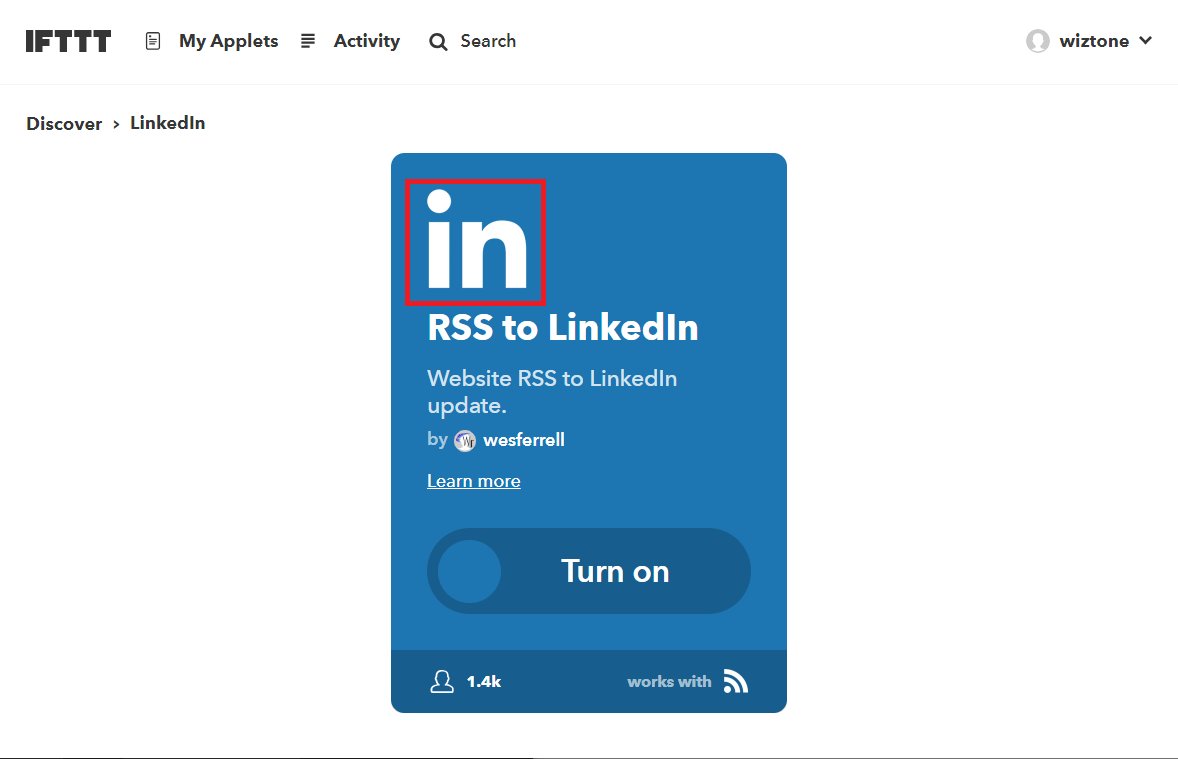 IFTTT My Applets Activity Search wiztone
Discover › LinkedIn
in
RSS to LinkedIn
Website RSS to LinkedIn
update.
by wesferrell
Learn more
Turn on
1.4k works with